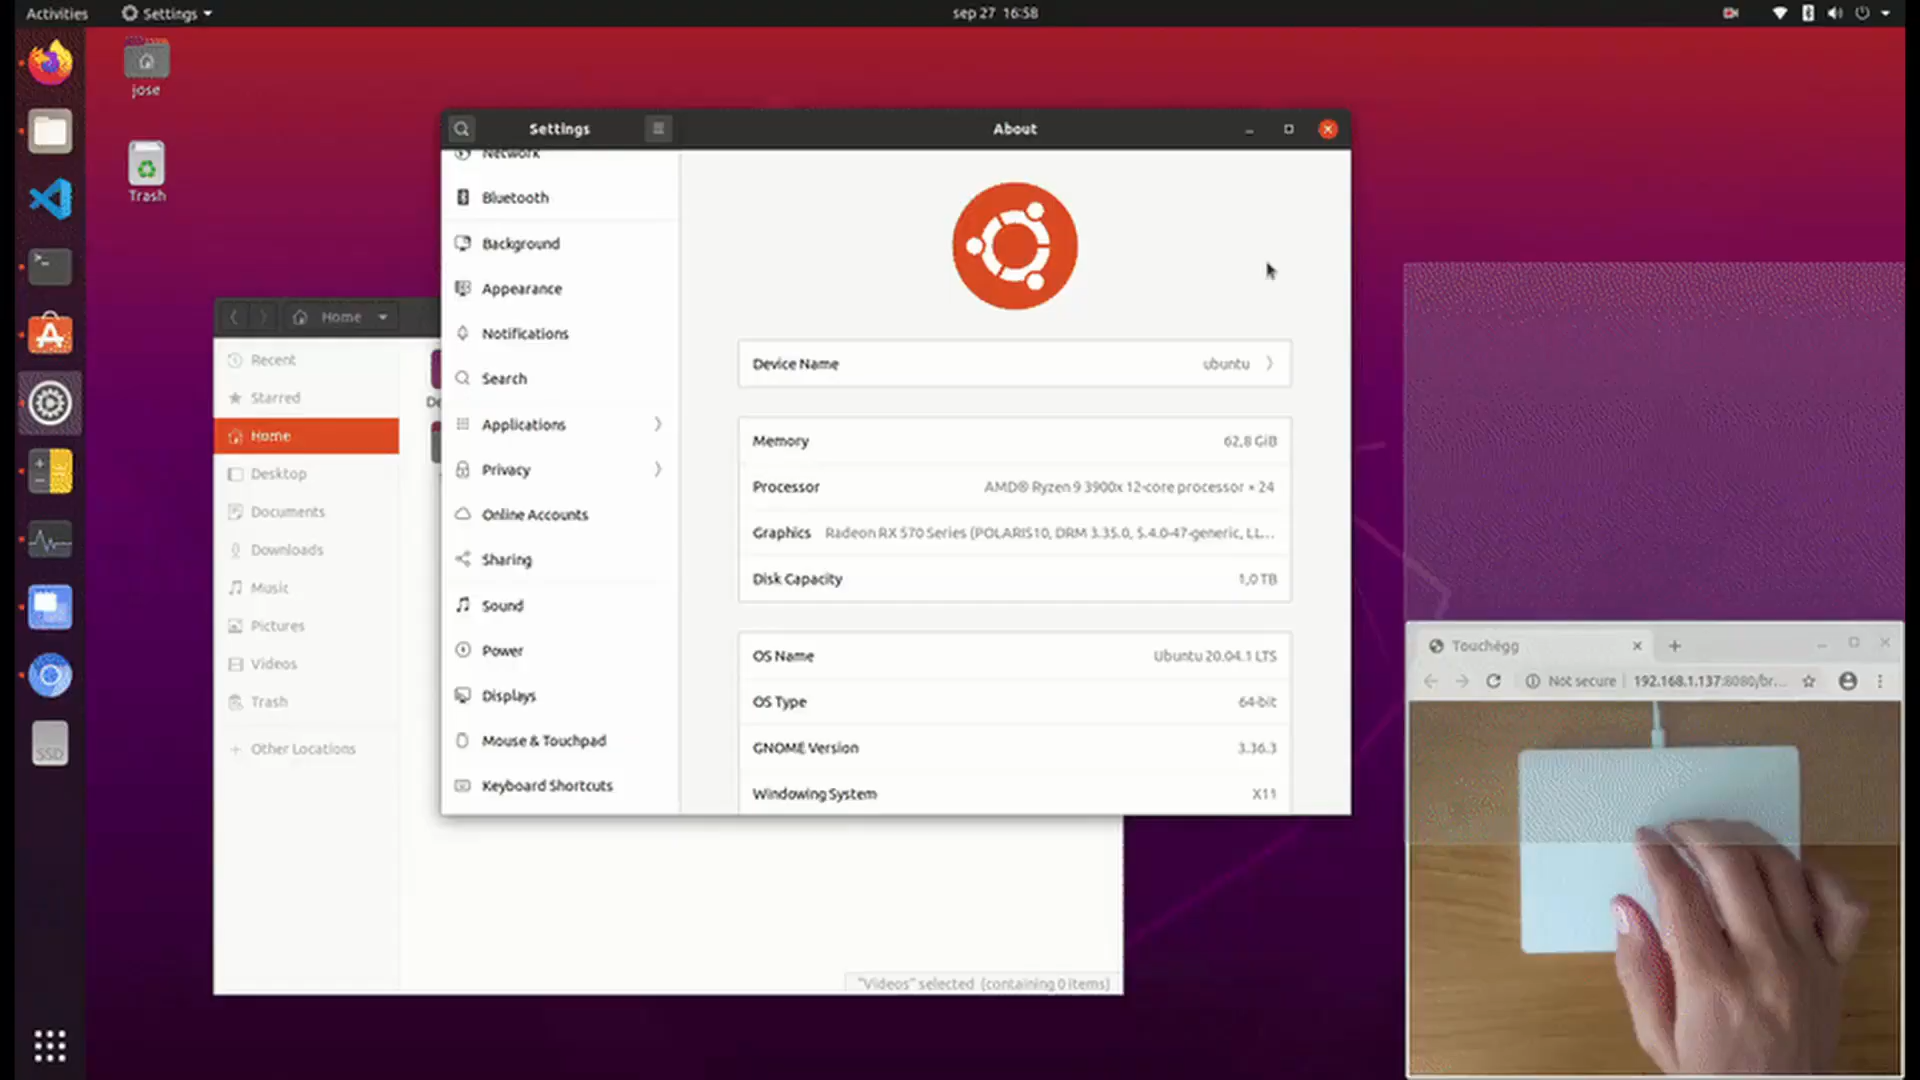 Activities
Settings
sep 27 16:58
jose
Trash
Settings
About
Network
Bluetooth
Background
Appearance
Notifications
Search
Applications
Privacy
Online Accounts
Sharing
Sound
Power
Displays
Mouse & Touchpad
Keyboard Shortcuts
Device Name ubuntu
Memory 62,8 GiB
Processor AMD® Ryzen 9 3900x 12-core processor × 24
Graphics Radeon RX 570 Series (POLARIS10, DRM 3.35.0, 5.4.0-47-generic, LL...
Disk Capacity 1,0 TB
OS Name Ubuntu 20.04.1 LTS
OS Type 64-bit
GNOME Version 3.36.3
Windowing System X11
Home
De
Recent
Starred
Home
Desktop
Documents
Downloads
Music
Pictures
Videos
Trash
Other Locations
"Videos" selected (containing 0 items)
SSD
Touchégg
Not secure | 192.168.1.137:8080/br...